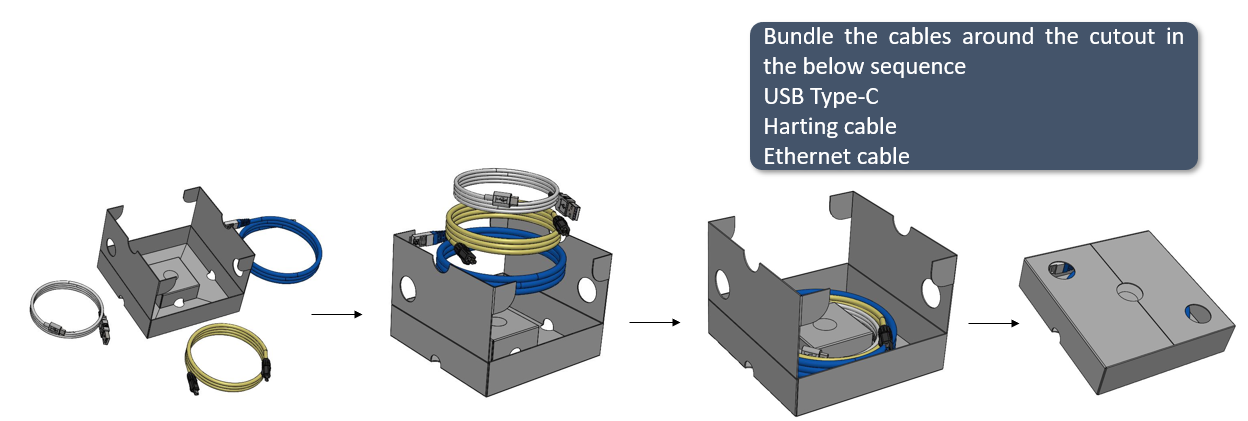 Bundle the cables around the cutout in
the below sequence
USB Type-C
Harting cable
Ethernet cable